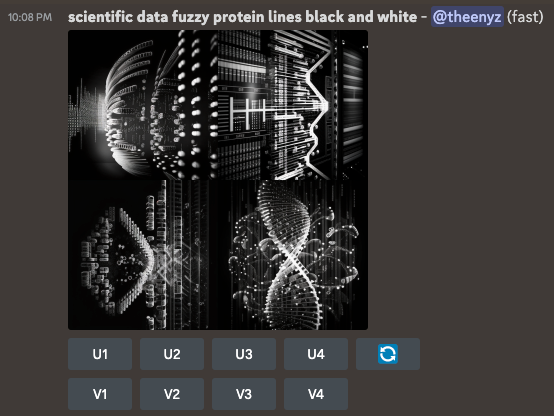 10:08 PM scientific data fuzzy protein lines black and white - @theenyz (fast)
U1 U2 U3 U4
V1 V2 V3 V4